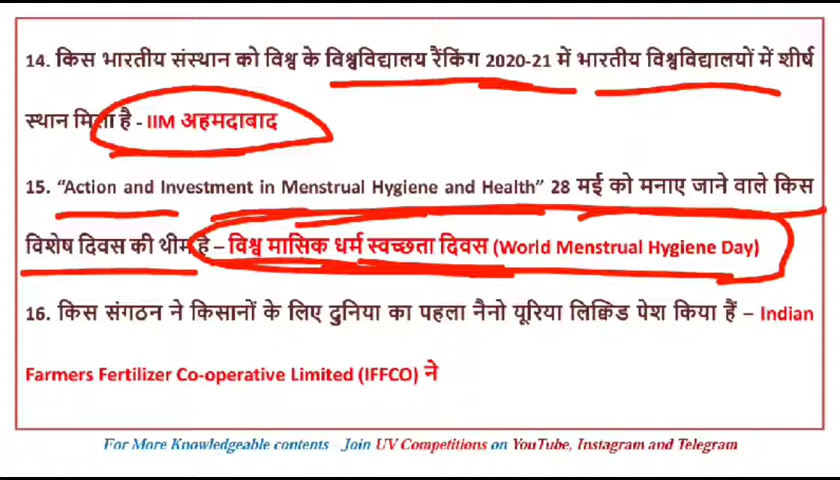 14. किस भारतीय संस्थान को विश्व के विश्वविद्यालय रैंकिंग 2020-21 में भारतीय विश्वविद्यालयों में शीर्ष
स्थान मिला है - IIM अहमदाबाद
15. “Action and Investment in Menstrual Hygiene and Health” 28 मई को मनाए जाने वाले किस
विशेष दिवस की थीम है – विश्व मासिक धर्म स्वच्छता दिवस (World Menstrual Hygiene Day)
16. किस संगठन ने किसानों के लिए दुनिया का पहला नैनो यूरिया लिक्विड पेश किया हैं – Indian
Farmers Fertilizer Co-operative Limited (IFFCO) ने
For More Knowledgeable contents - Join UV Competitions on YouTube, Instagram and Telegram